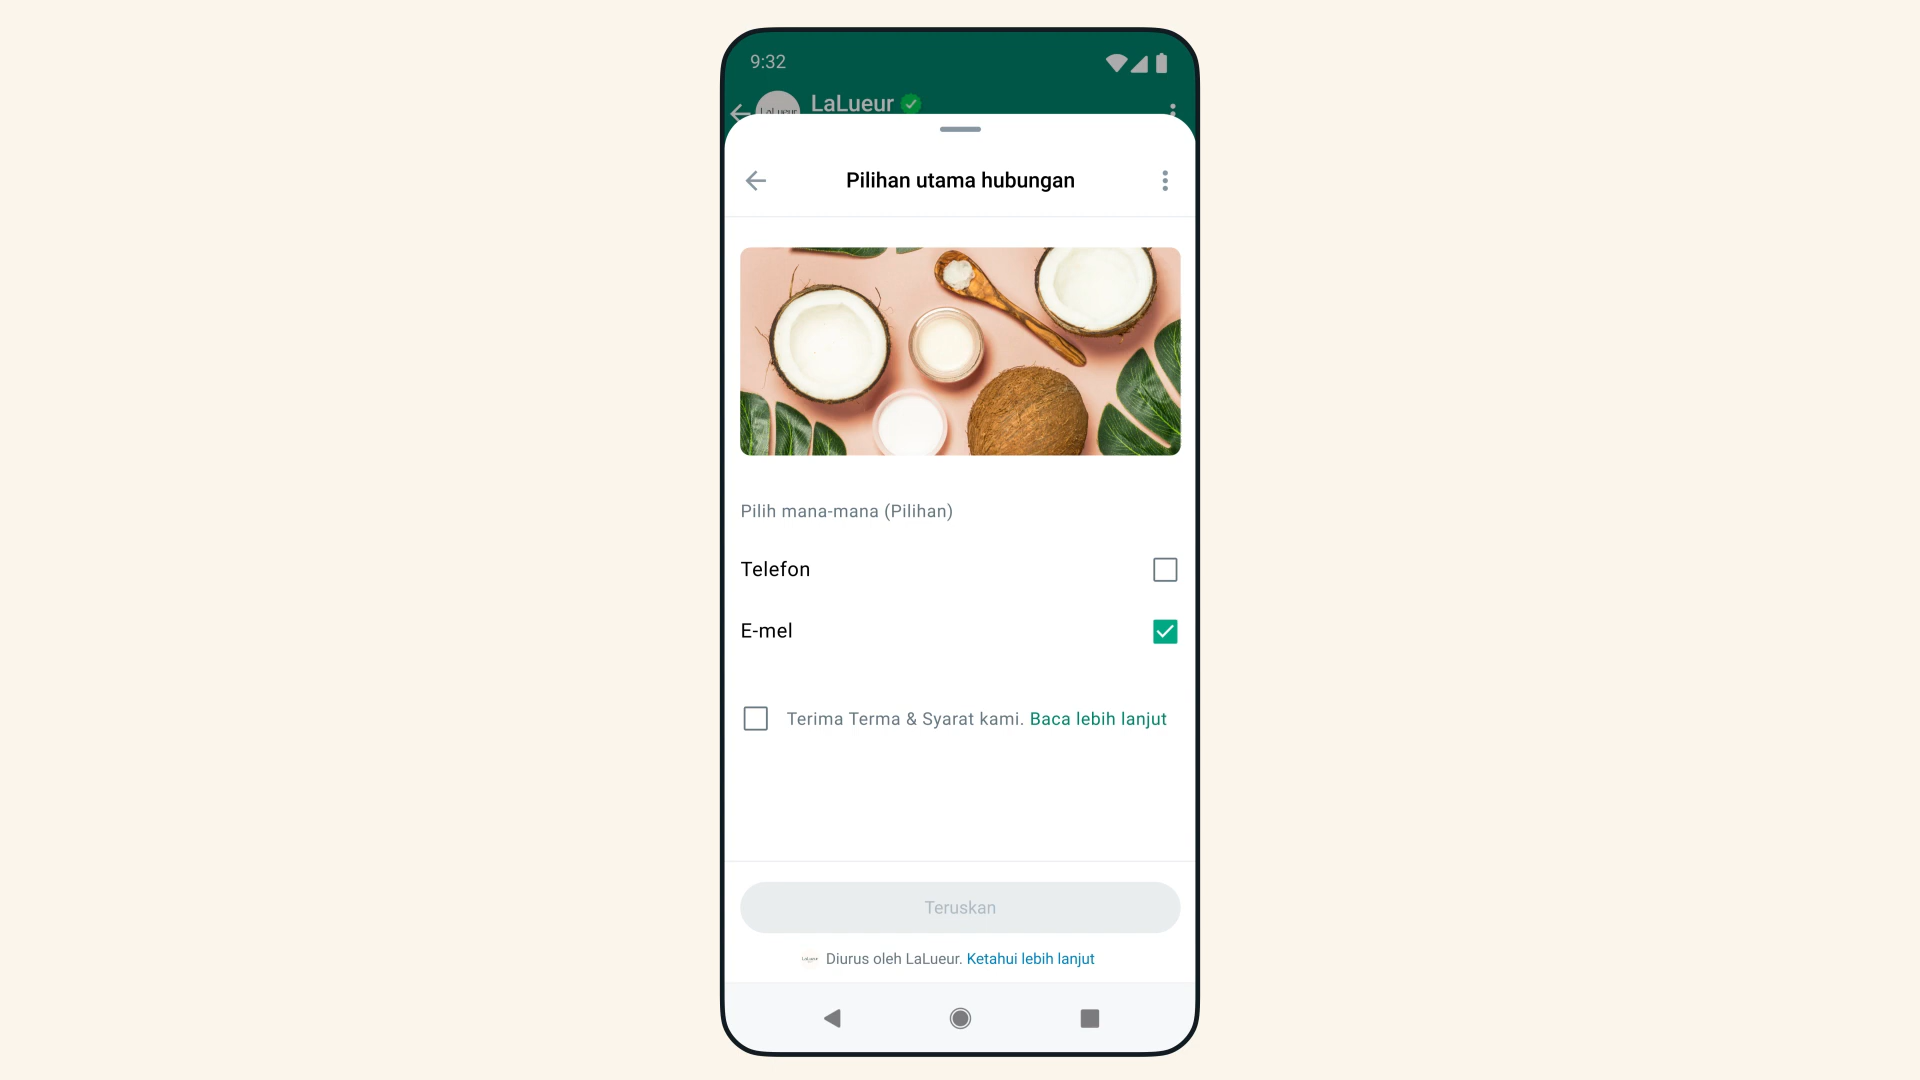 9:32
LaLueur
Pilihan utama hubungan
Pilih mana-mana (Pilihan)
Telefon
E-mel
Terima Terma & Syarat kami. Baca lebih lanjut
Teruskan
Diurus oleh LaLueur. Ketahui lebih lanjut